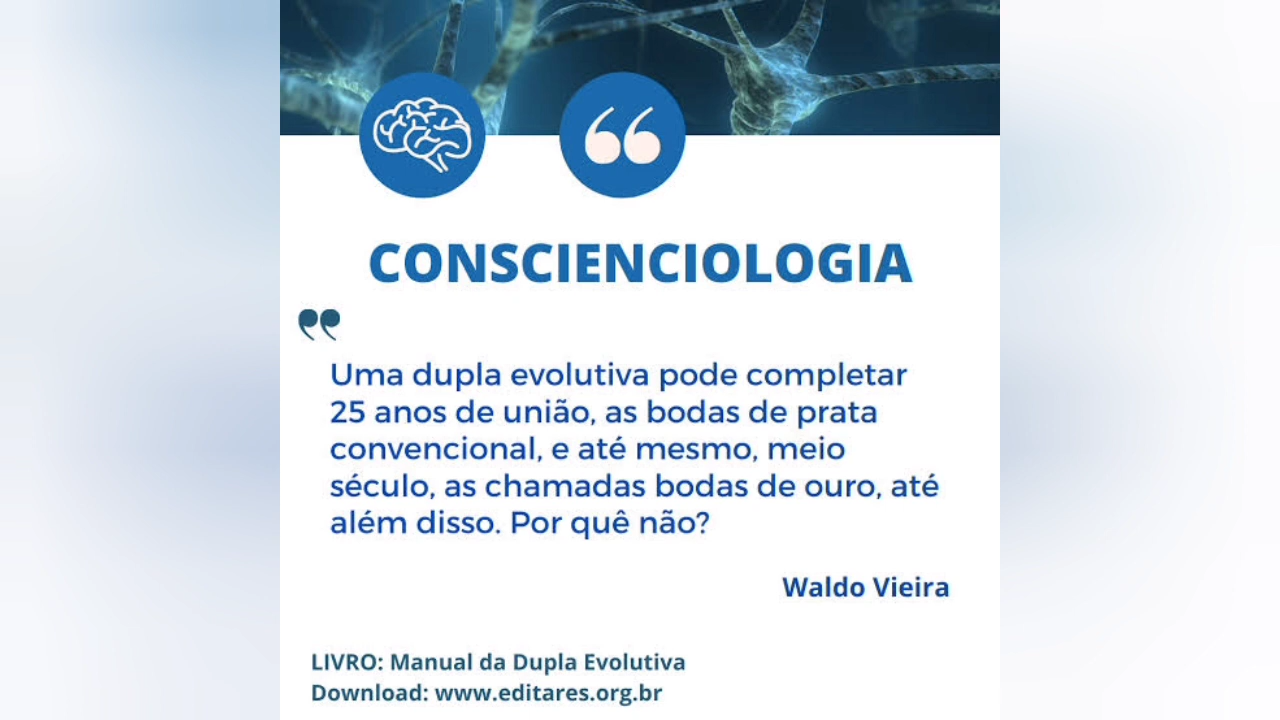 CONSCIENCIOLOGIA
Uma dupla evolutiva pode completar
25 anos de união, as bodas de prata
convencional, e até mesmo, meio
século, as chamadas bodas de ouro, até
além disso. Por quê não?
Waldo Vieira
LIVRO: Manual da Dupla Evolutiva
Download: www.editares.org.br